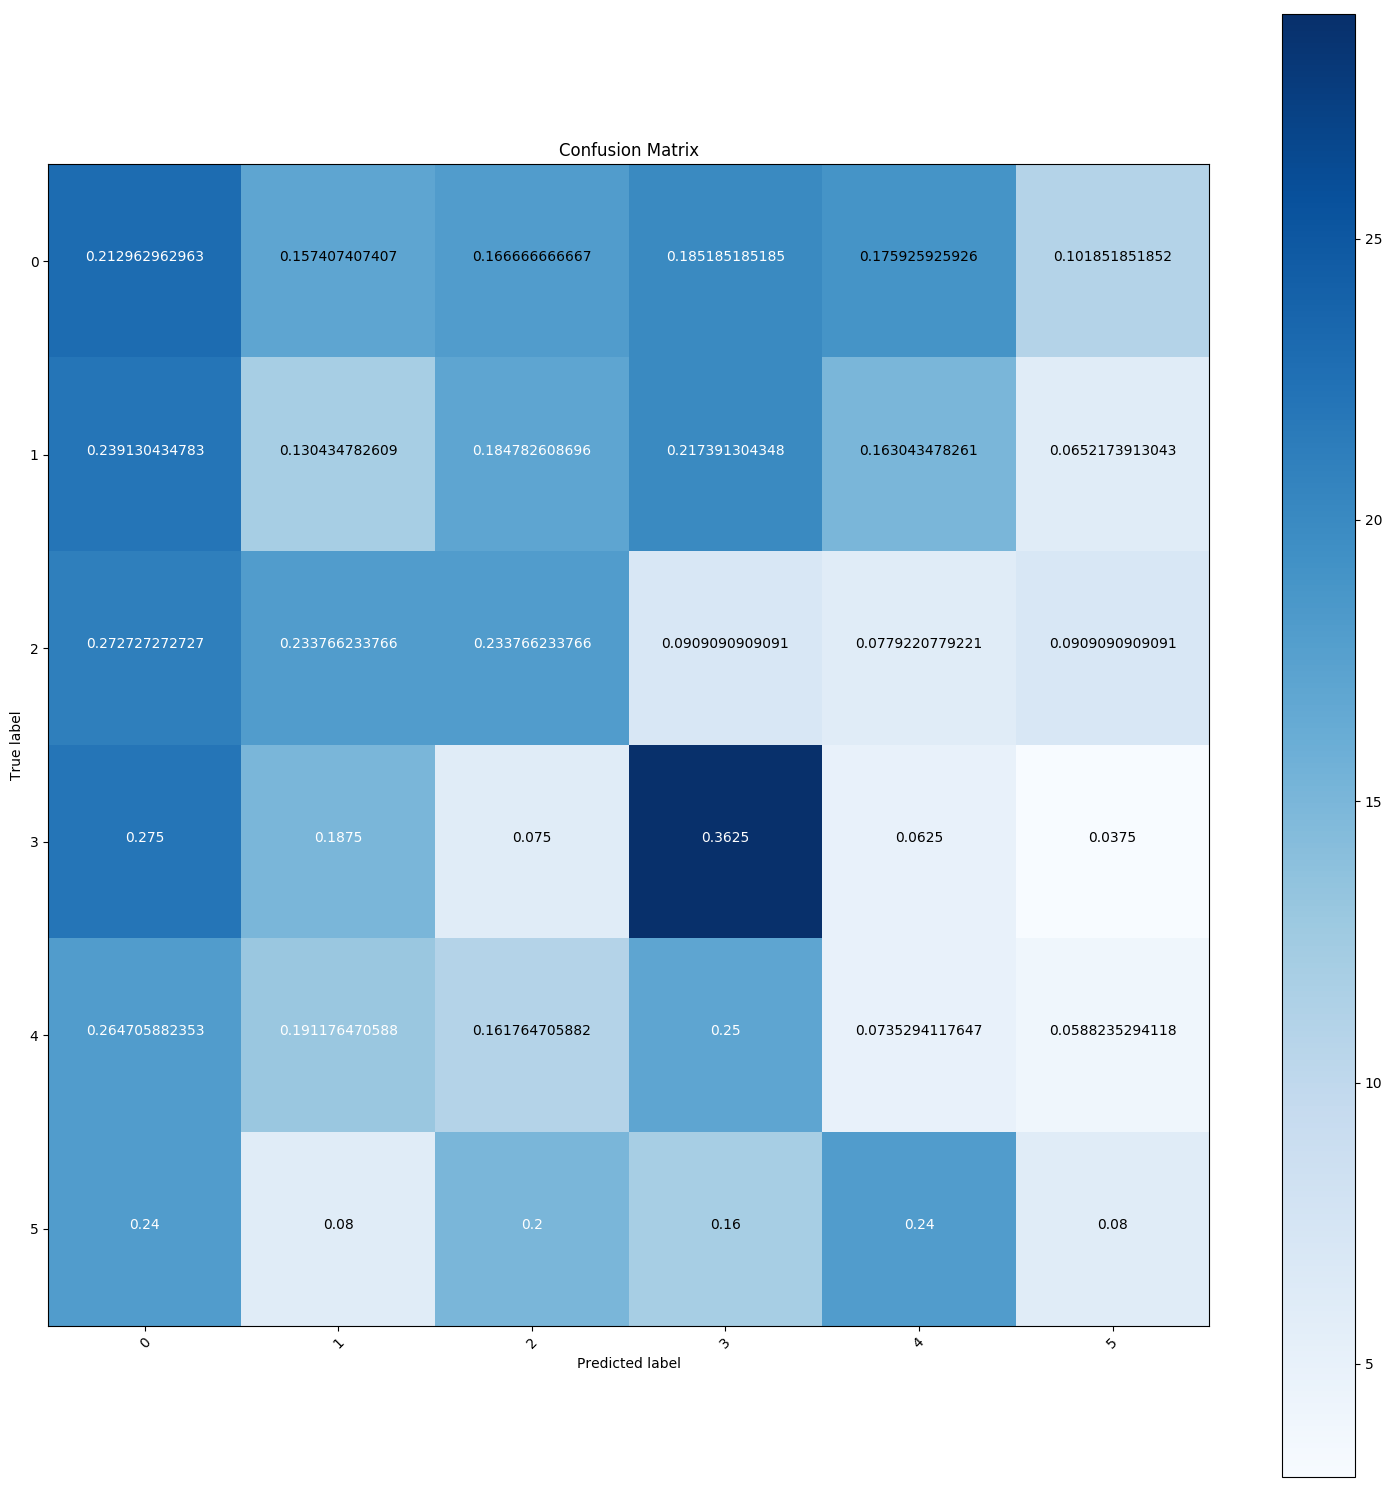 Confusion Matrix
0 0.212962962963 0.157407407407 0.166666666667 0.185185185185 0.175925925926 0.101851851852
1 0.239130434783 0.130434782609 0.184782608696 0.217391304348 0.163043478261 0.0652173913043
2 0.272727272727 0.233766233766 0.233766233766 0.0909090909091 0.0779220779221 0.0909090909091
3 0.275 0.1875 0.075 0.3625 0.0625 0.0375
4 0.264705882353 0.191176470588 0.161764705882 0.25 0.0735294117647 0.0588235294118
5 0.24 0.08 0.2 0.16 0.24 0.08
0 1 2 3 4 5
Predicted label
True label
25
20
15
10
5